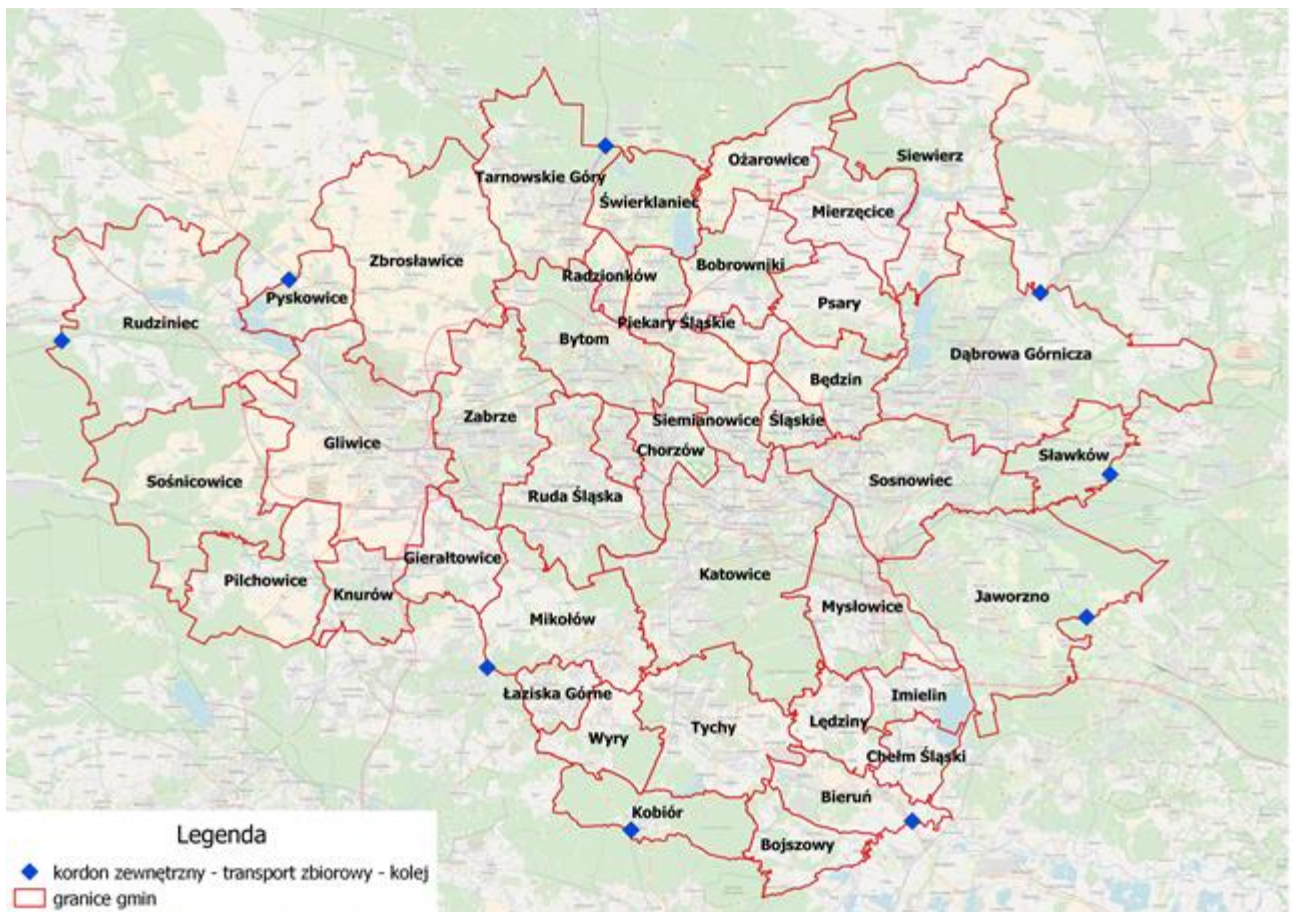 Ożarowice
Siewierz
Tarnowskie Góry
Świerklaniec
Mierzęcice
Zbrosławice
Radzionków
Bobrowniki
Pyskowice
Psary
Rudziniec
Piekary Śląskie
Bytom
Dąbrowa Górnicza
Będzin
Zabrze
Siemianowice
Śląskie
Gliwice
Chorzów
Sławków
Sośnicowice
Sosnowiec
Ruda Śląska
Gierałtowice
Katowice
Pilchowice
Knurów
Jaworzno
Mysłowice
Mikołów
Łaziska Górne
Imielin
Lędziny
Tychy
Wyry
Chełm Śląski
Bieruń
Kobiór
Bojszowy
Legenda
kordon zewnętrzny - transport zbiorowy - kolej
granice gmin